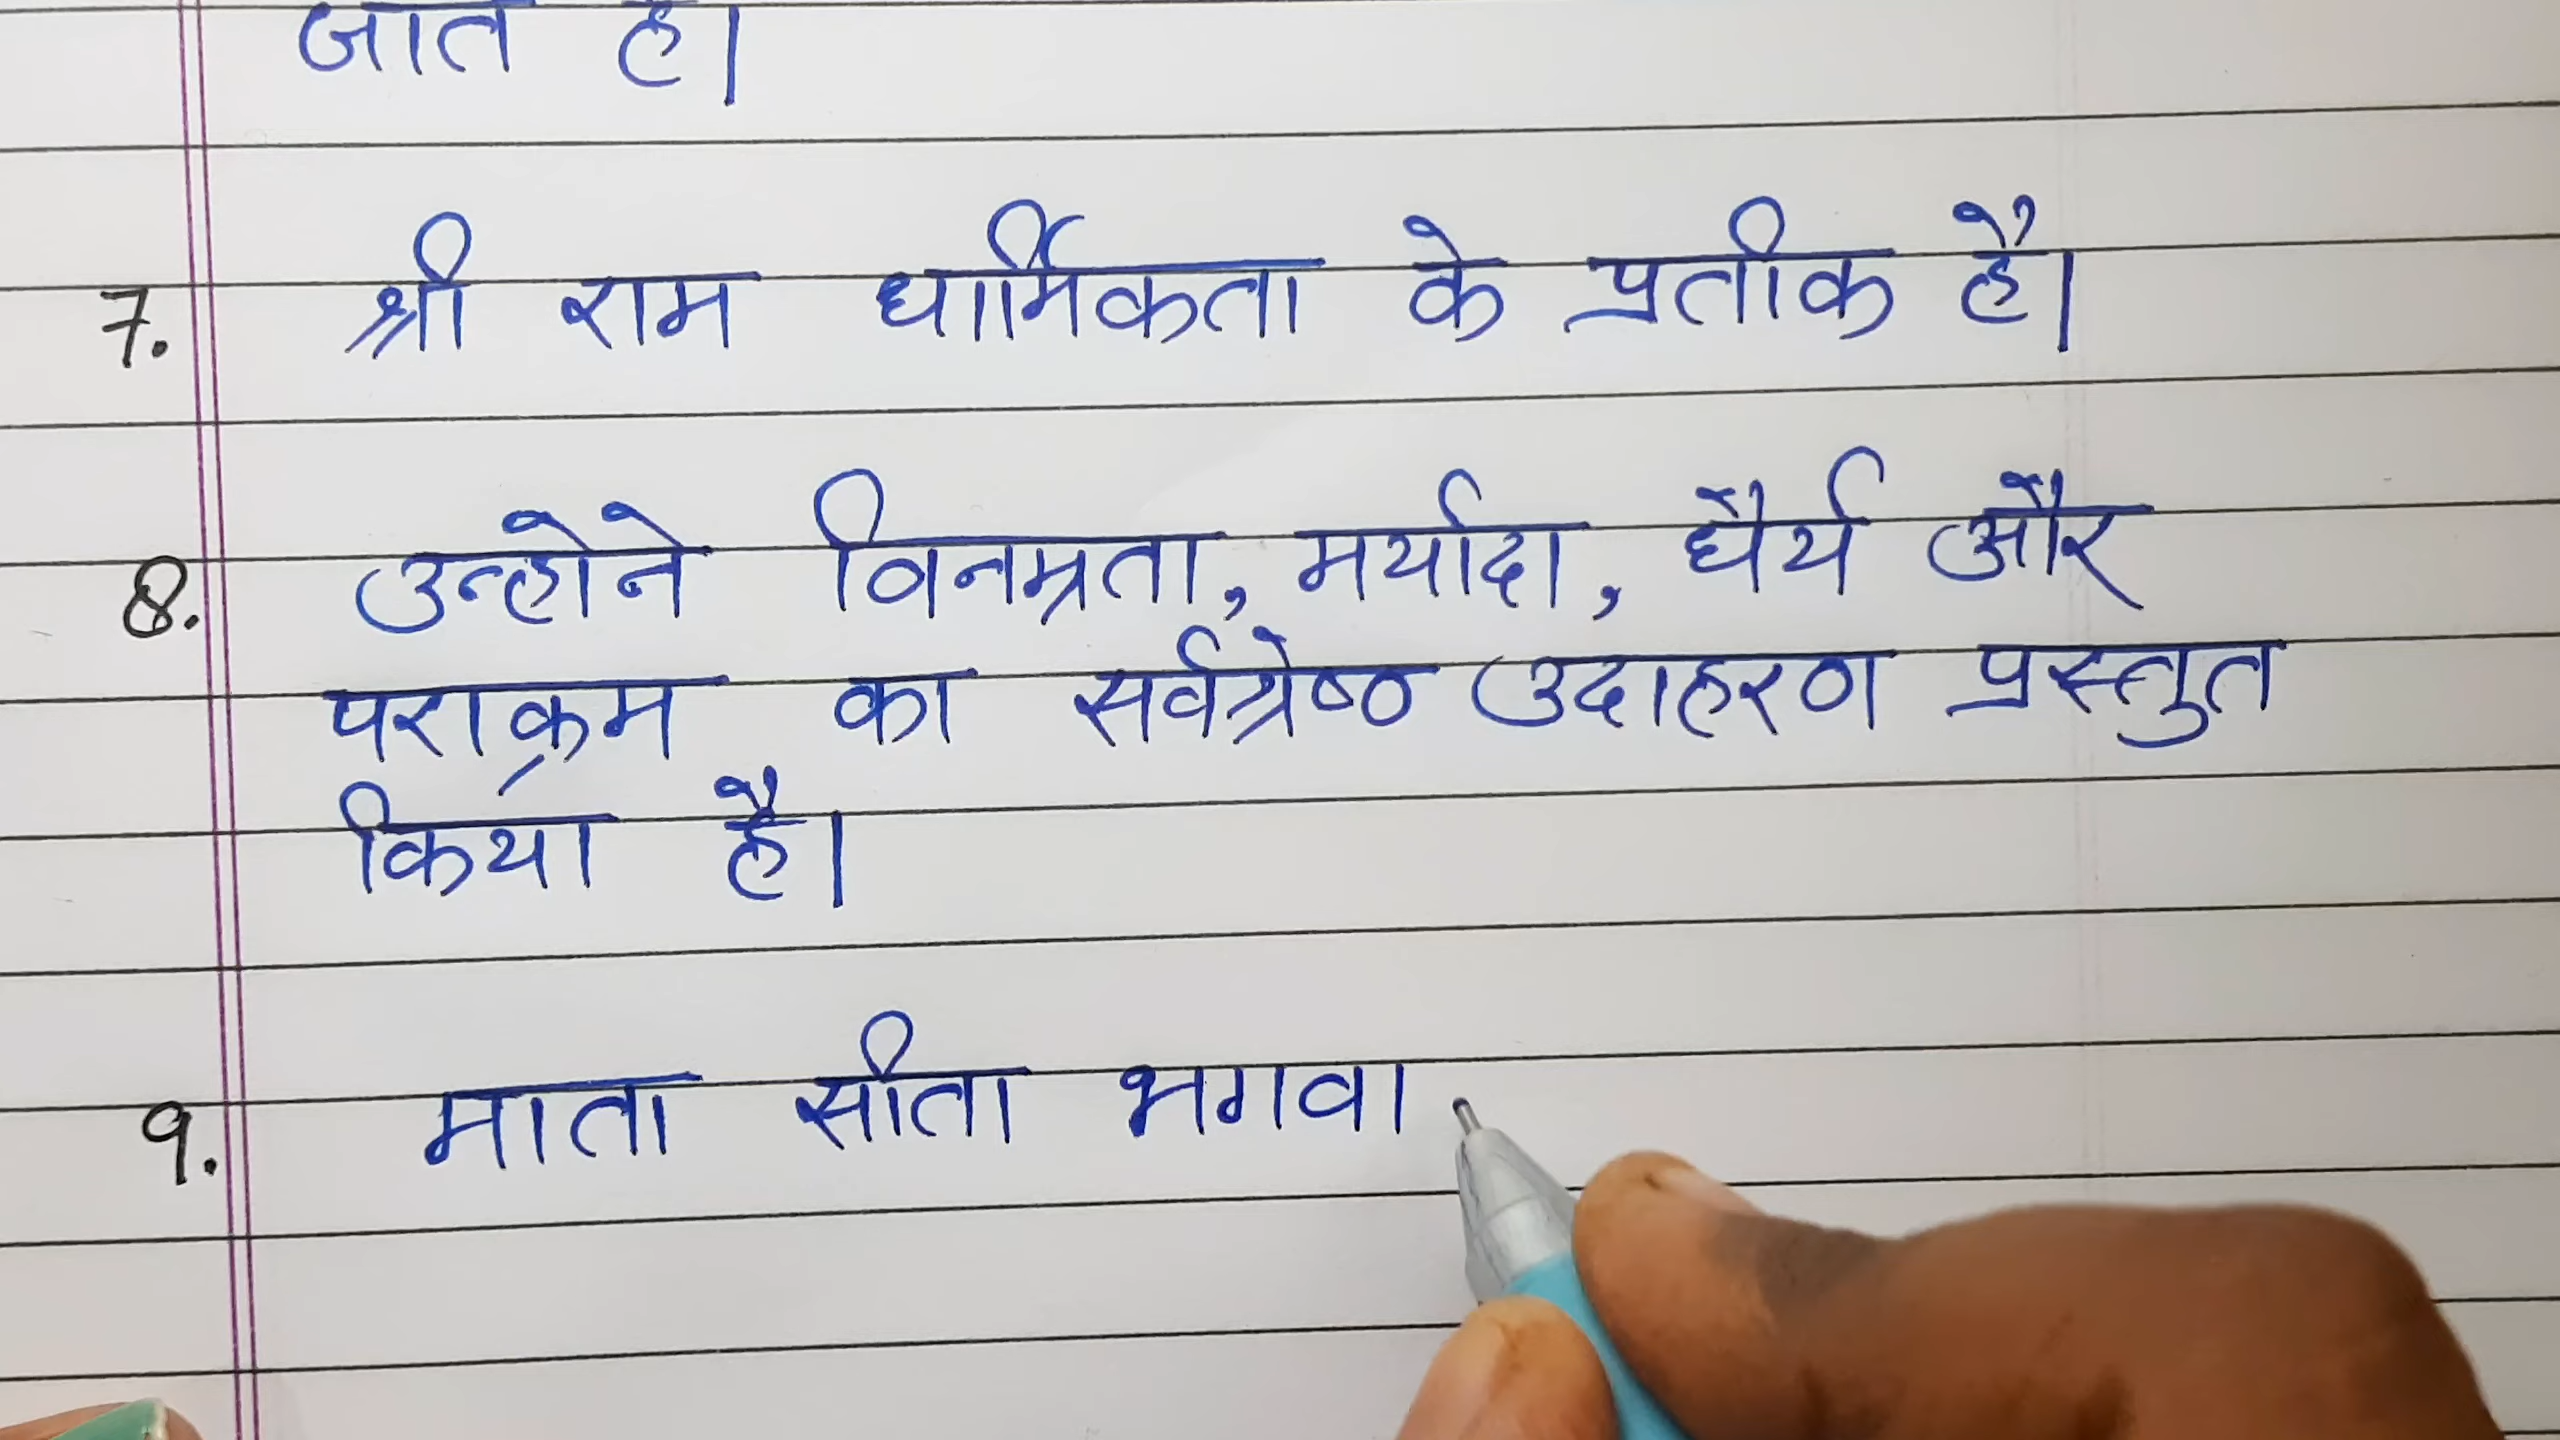 जाते है।
7. श्री राम धार्मिकता के प्रतीक है।
8. उन्होने विनम्रता, मर्यादा, धैर्य और
पराक्रम का सर्वश्रेष्ठ उदाहरण प्रस्तुत
किया है।
9. माता सीता भगवा